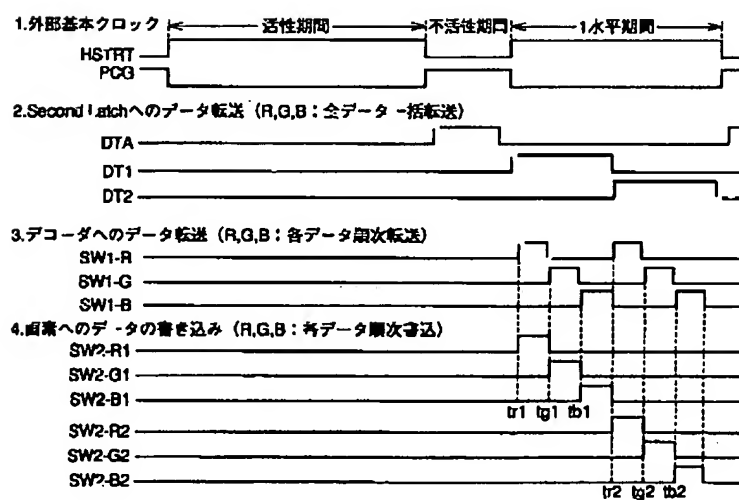 1.外部基本クロック
活性期間
不活性期間
1水平期間
HSTRT
PCG
2.Second Latchへのデータ転送（R,G,B：全データ一括転送）
DTA
DT1
DT2
3.デコーダへのデータ転送（R,G,B：各データ順次転送）
SW1-R
SW1-G
SW1-B
4.画素へのデータの書き込み（R,G,B：各データ順次書込）
SW2-R1
SW2-G1
SW2-B1
tr1 tg1 tb1
SW2-R2
SW2-G2
SW2-B2
tr2 tg2 tb2